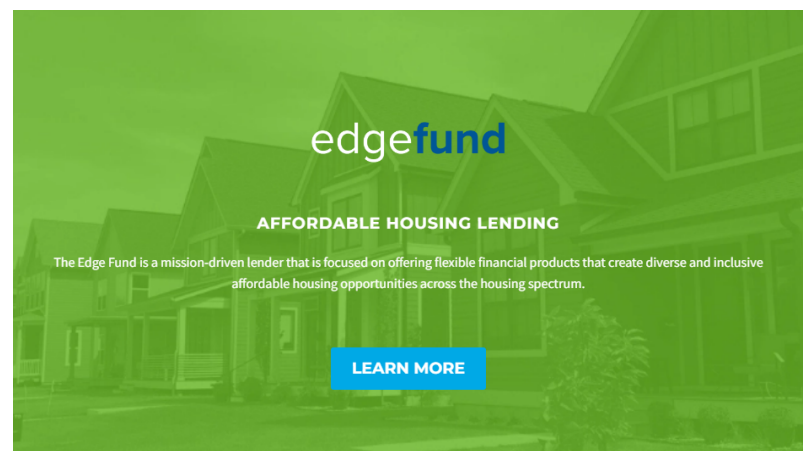 edgefund
AFFORDABLE HOUSING LENDING
The Edge Fund is a mission-driven lender that is focused on offering flexible financial products that create diverse and inclusive
affordable housing opportunities across the housing spectrum.
LEARN MORE